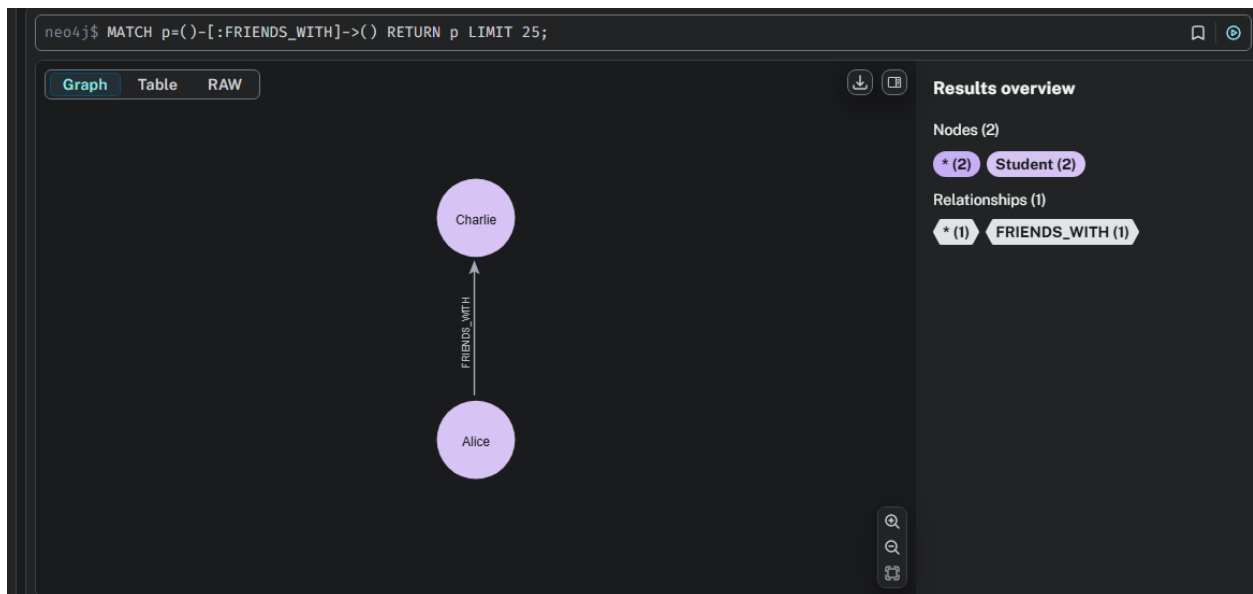 neo4j$ MATCH p=()-[:FRIENDS_WITH]->() RETURN p LIMIT 25;
Graph Table RAW
Results overview
Nodes (2)
* (2) Student (2)
Relationships (1)
* (1) FRIENDS_WITH (1)
Charlie
FRIENDS_WITH
Alice